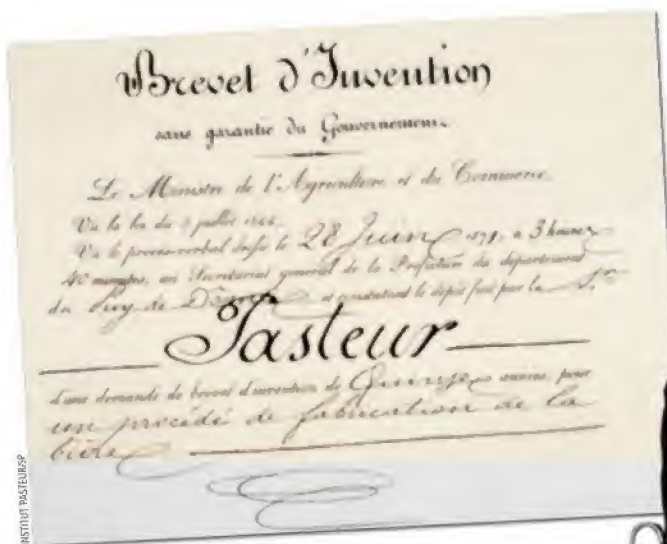 Brevet d'Invention
sans garantie du Gouvernement.
Le Ministre de l'Agriculture et du Commerce
Vu la loi du 5 juillet 1844
Vu le procès-verbal dressé le 28 Juin 1871, à 3 heures
40 minutes, au Secrétariat général de la Préfecture du département
du Puy de Dôme et constatant le dépôt fait par le Sr.
Pasteur
d'une demande de brevet d'invention de Quinze années, pour
un procédé de fabrication de la
bière
INSTITUT PASTEUR/SP